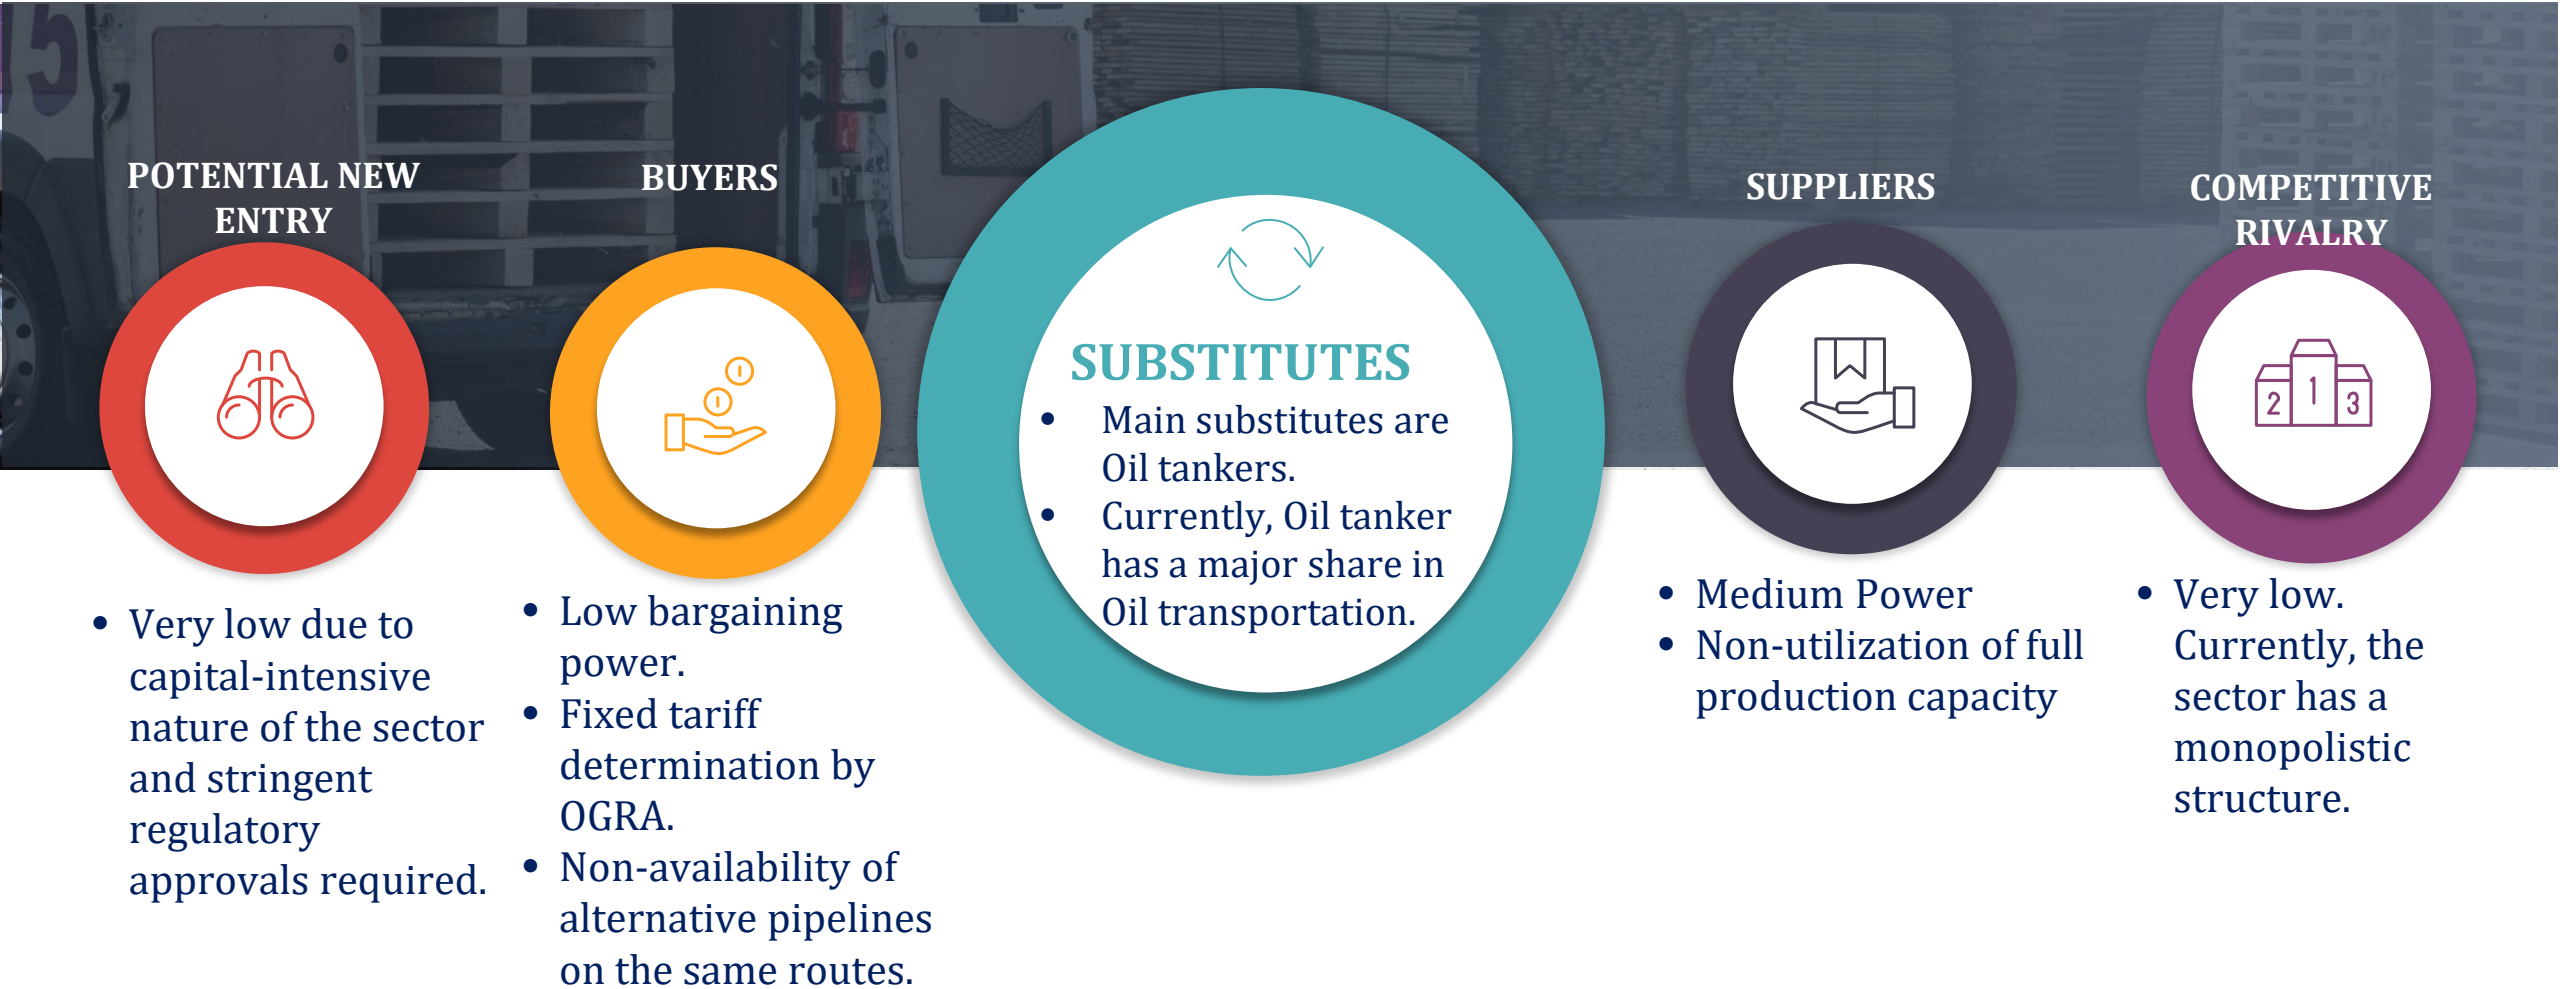 POTENTIAL NEW
ENTRY
• Very low due to
capital-intensive
nature of the sector
and stringent
regulatory
approvals required.
BUYERS
• Low bargaining
power.
• Fixed tariff
determination by
OGRA.
• Non-availability of
alternative pipelines
on the same routes.
SUBSTITUTES
• Main substitutes are
Oil tankers.
• Currently, Oil tanker
has a major share in
Oil transportation.
SUPPLIERS
• Medium Power
• Non-utilization of full
production capacity
COMPETITIVE
RIVALRY
2 1 3
• Very low.
Currently, the
sector has a
monopolistic
structure.
5